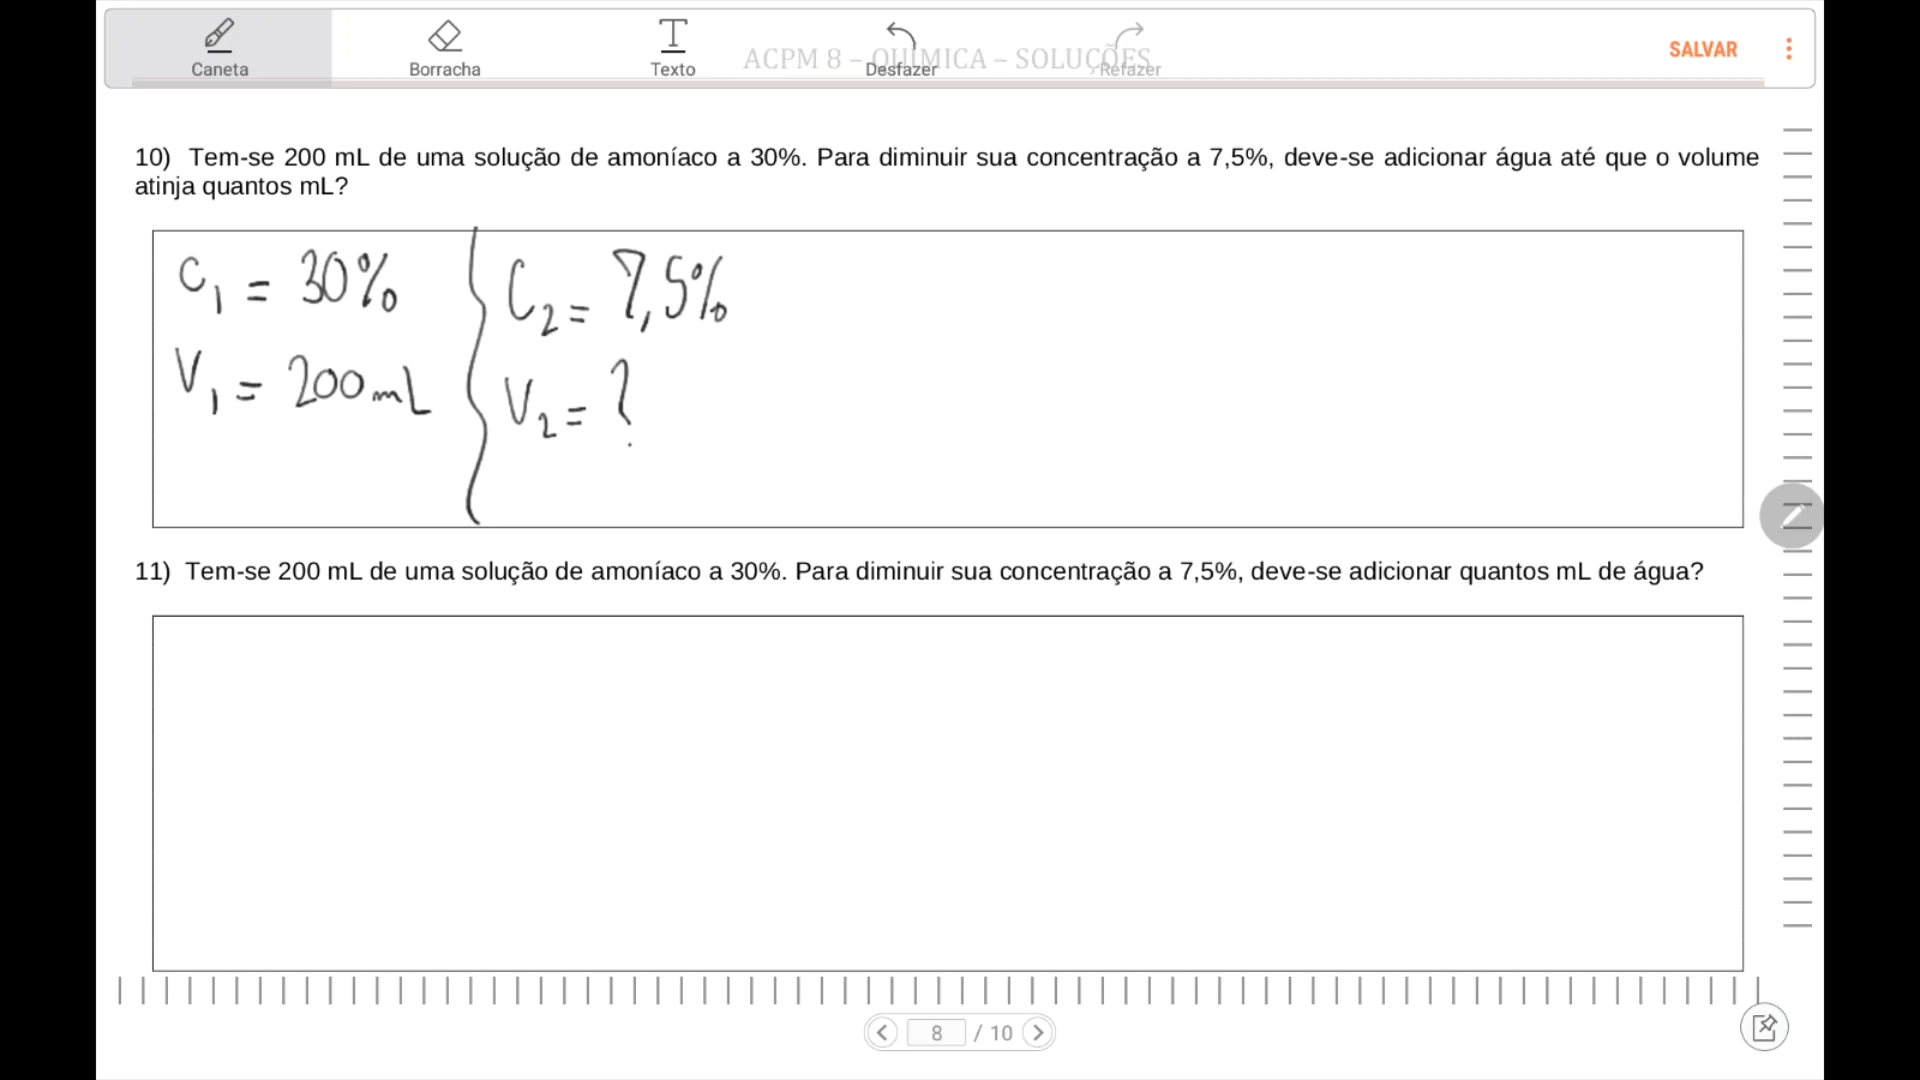 ACPM 8 – QUÍMICA – SOLUÇÕES
Caneta
Borracha
Texto
Desfazer
Refazer
SALVAR
10) Tem-se 200 mL de uma solução de amoníaco a 30%. Para diminuir sua concentração a 7,5%, deve-se adicionar água até que o volume
atinja quantos mL?
C₁ = 30%
V₁ = 200 mL
C₂ = 7,5%
V₂ = ?
11) Tem-se 200 mL de uma solução de amoníaco a 30%. Para diminuir sua concentração a 7,5%, deve-se adicionar quantos mL de água?
8 / 10